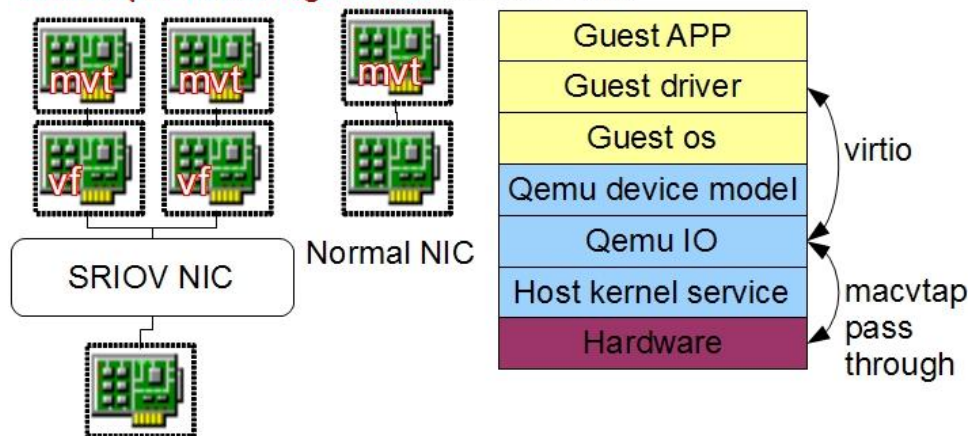 mvt
mvt
mvt
vf
vf
Normal NIC
SRIOV NIC
Guest APP
Guest driver
Guest os
Qemu device model
Qemu IO
Host kernel service
Hardware
virtio
macvtap
pass
through